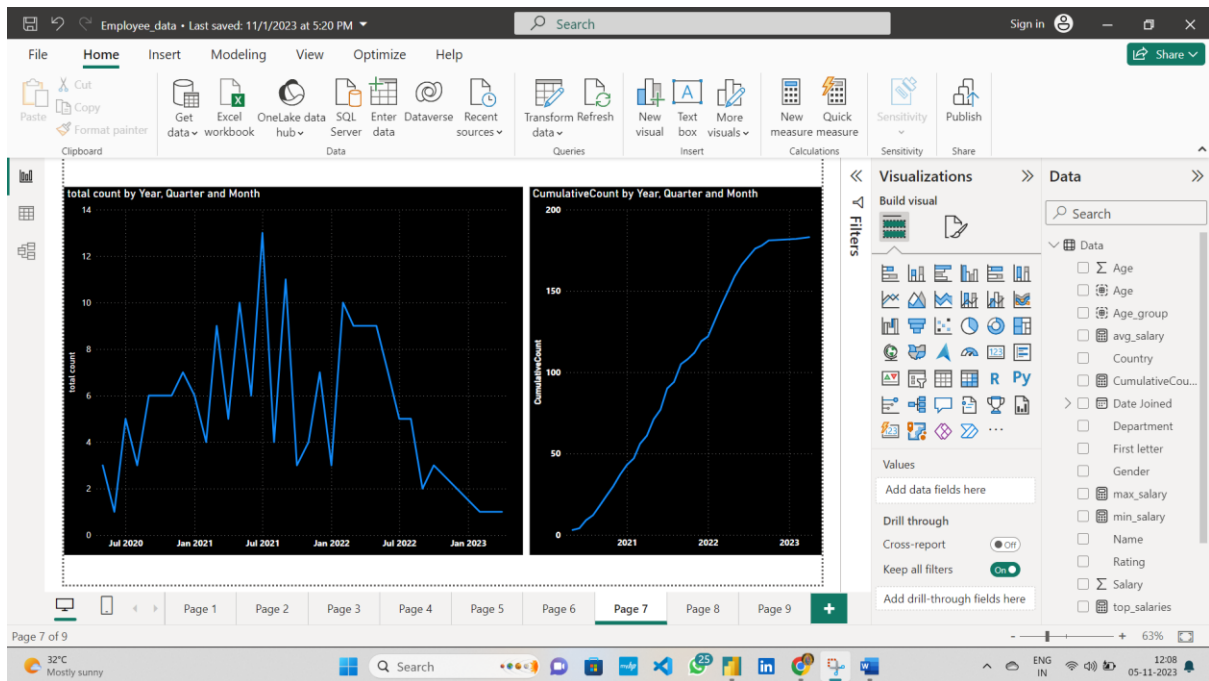 Employee_data • Last saved: 11/1/2023 at 5:20 PM
Search
Sign in
File Home Insert Modeling View Optimize Help
Share
Paste
Cut
Copy
Format painter
Clipboard
Get data
Excel workbook
OneLake data hub
SQL Server
Enter data
Dataverse
Recent sources
Data
Transform data
Refresh
Queries
New visual
Text box
More visuals
Insert
New measure
Quick measure
Calculations
Sensitivity
Sensitivity
Publish
Share
total count by Year, Quarter and Month
14
12
10
8
6
4
2
0
total count
Jul 2020 Jan 2021 Jul 2021 Jan 2022 Jul 2022 Jan 2023
CumulativeCount by Year, Quarter and Month
200
150
100
50
0
CumulativeCount
2021 2022 2023
Filters
Visualizations
Build visual
123
R Py
123
Values
Add data fields here
Drill through
Cross-report Off
Keep all filters On
Add drill-through fields here
Data
Search
Data
Age
Age
Age_group
avg_salary
Country
CumulativeCou...
Date Joined
Department
First letter
Gender
max_salary
min_salary
Name
Rating
Salary
top_salaries
Page 1 Page 2 Page 3 Page 4 Page 5 Page 6 Page 7 Page 8 Page 9 +
Page 7 of 9
- + 63%
32°C
Mostly sunny
Search
25
in
W
ENG
IN
12:08
05-11-2023